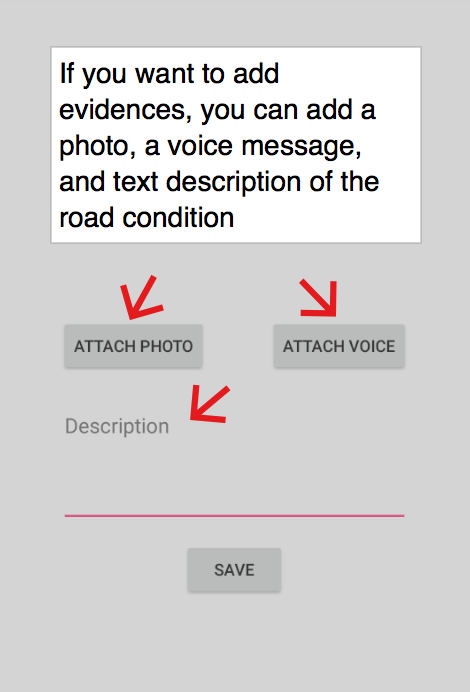 If you want to add
evidences, you can add a
photo, a voice message,
and text description of the
road condition
ATTACH PHOTO
ATTACH VOICE
Description
SAVE